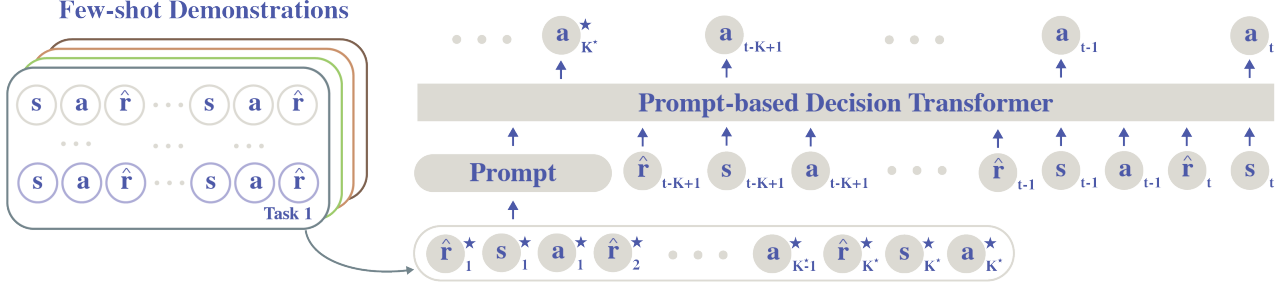 Few-shot Demonstrations
s a r̂ ... s a r̂
... ... ...
s a r̂ ... s a r̂
Task 1
... a★K* a t-K+1 ... a t-1 a t
Prompt-based Decision Transformer
Prompt r̂ t-K+1 s t-K+1 a t-K+1 ... r̂ t-1 s t-1 a t-1 r̂ t s t
r̂★1 s★1 a★1 r̂★2 ... a★K*-1 r̂★K* s★K* a★K*